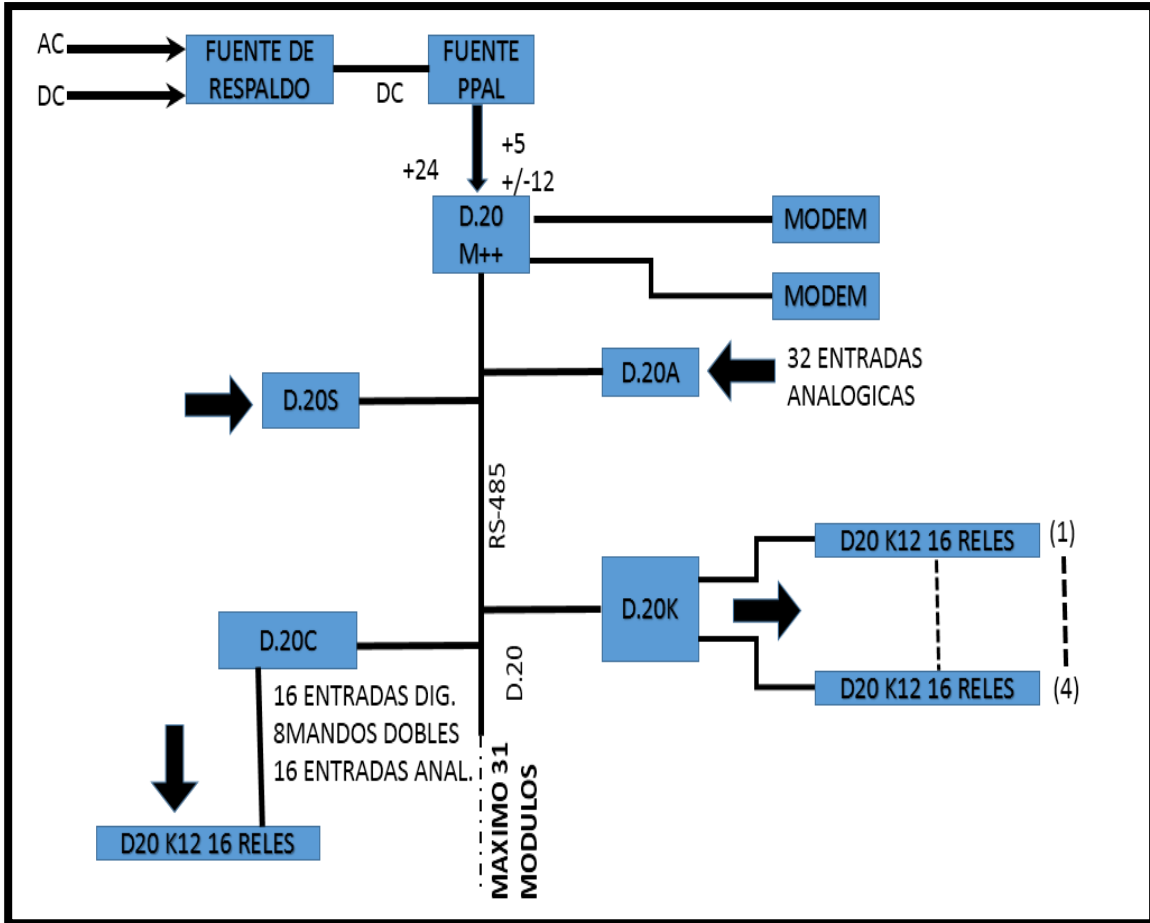 AC
DC
FUENTE DE
RESPALDO
DC
FUENTE
PPAL
+24
+5
+/-12
D.20
M++
MODEM
MODEM
D.20S
D.20A
32 ENTRADAS
ANALOGICAS
RS-485
D.20
D.20K
D20 K12 16 RELES
(1)
D20 K12 16 RELES
(4)
D.20C
16 ENTRADAS DIG.
8MANDOS DOBLES
16 ENTRADAS ANAL.
D20 K12 16 RELES
MAXIMO 31
MODULOS